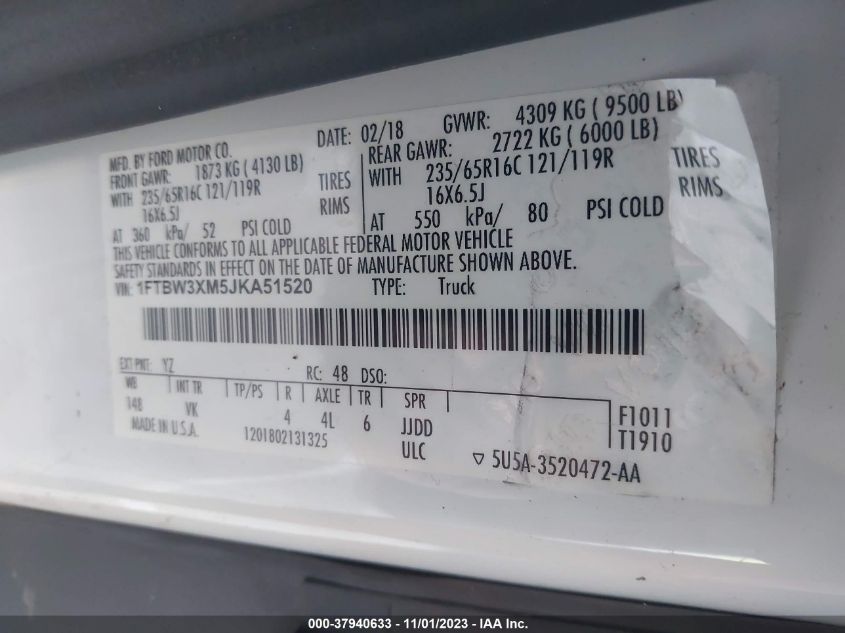 MFD. BY FORD MOTOR CO.
DATE: 02/18
GVWR: 4309 KG ( 9500 LB)
FRONT GAWR: 1873 KG ( 4130 LB)
WITH 235/65R16C 121/119R TIRES
16X6.5J RIMS
AT 360 kPa/ 52 PSI COLD
REAR GAWR: 2722 KG ( 6000 LB)
WITH 235/65R16C 121/119R TIRES
16X6.5J RIMS
AT 550 kPa/ 80 PSI COLD
THIS VEHICLE CONFORMS TO ALL APPLICABLE FEDERAL MOTOR VEHICLE
SAFETY STANDARDS IN EFFECT ON THE DATE OF MANUFACTURE SHOWN ABOVE.
VIN: 1FTBW3XM5JKA51520
TYPE: Truck
EXT PNT: YZ
RC: 48 DSO:
WB INT TR TP/PS R AXLE TR SPR
148 VK 4 4L 6 JJDD
F1011
MADE IN U.S.A. 1201802131325 ULC
T1910
▽ 5U5A-3520472-AA
000-37940633 - 11/01/2023 - iaai.com/ace.